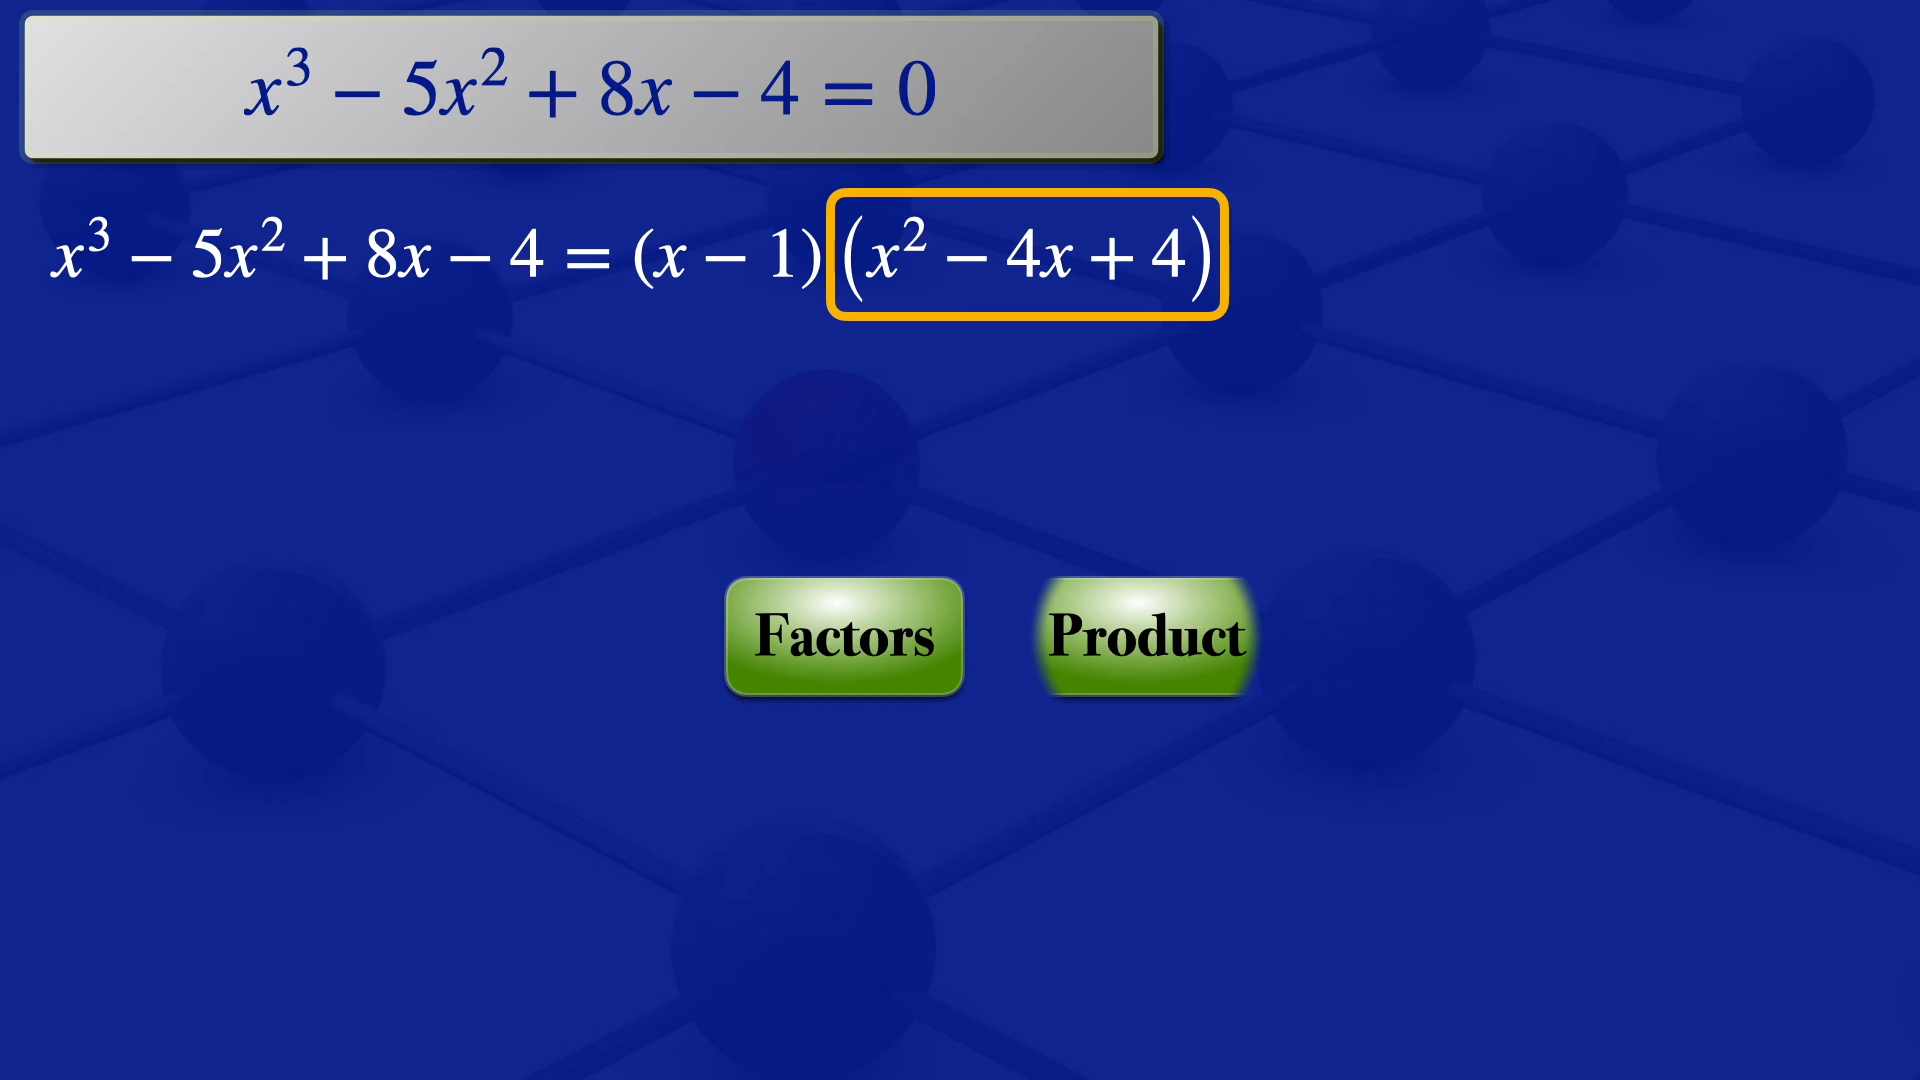 x³ − 5x² + 8x − 4 = 0
x³ − 5x² + 8x − 4 = (x − 1)(x² − 4x + 4)
Factors Product